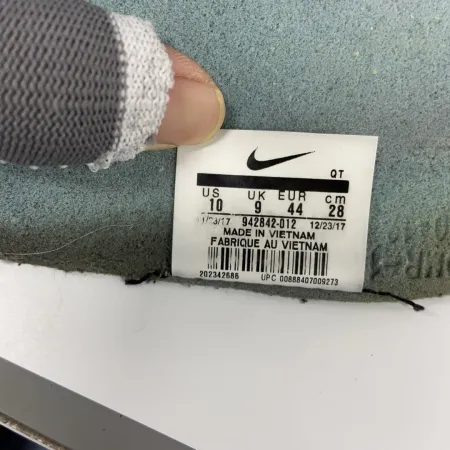 QT
US UK EUR cm
10 9 44 28
942842-012 12/23/17
MADE IN VIETNAM
FABRIQUE AU VIETNAM
202342686 UPC 00888407009273